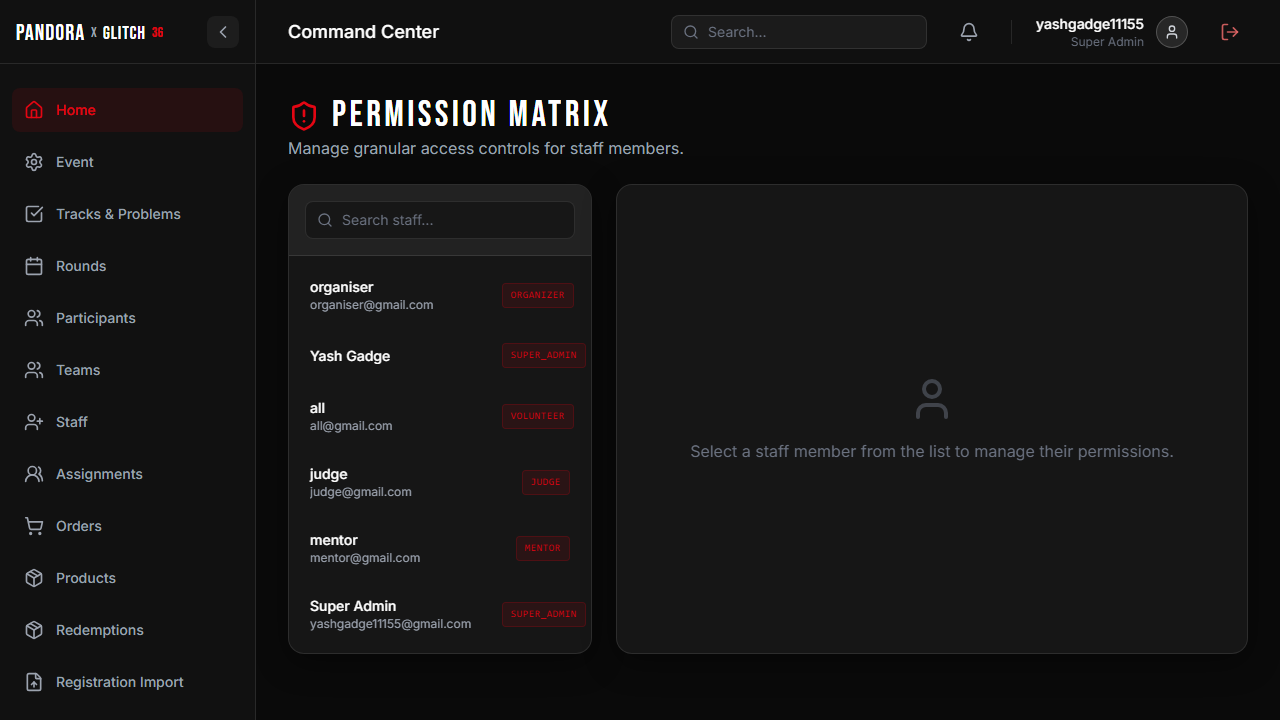 PANDORA X GLITCH 36
Command Center
Search...
yashgadge11155
Super Admin
Home
Event
Tracks & Problems
Rounds
Participants
Teams
Staff
Assignments
Orders
Products
Redemptions
Registration Import
PERMISSION MATRIX
Manage granular access controls for staff members.
Search staff...
organiser
organiser@gmail.com
ORGANIZER
Yash Gadge
SUPER_ADMIN
all
all@gmail.com
VOLUNTEER
judge
judge@gmail.com
JUDGE
mentor
mentor@gmail.com
MENTOR
Super Admin
yashgadge11155@gmail.com
SUPER_ADMIN
Select a staff member from the list to manage their permissions.